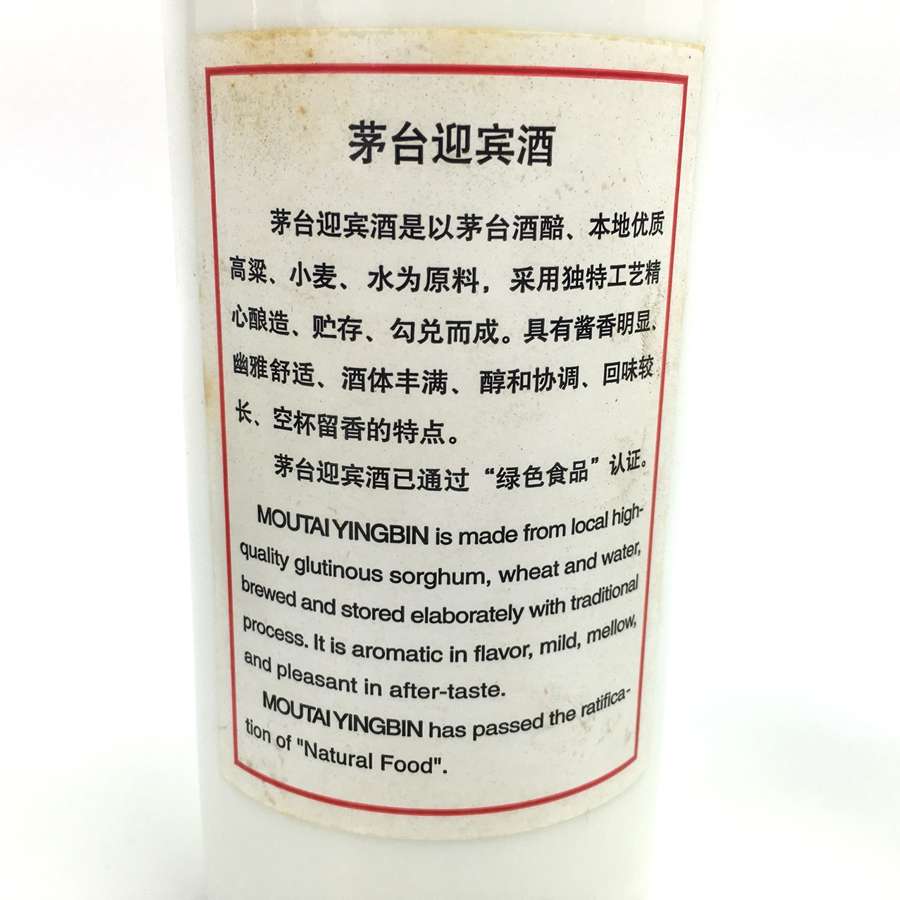 茅台迎宾酒
茅台迎宾酒是以茅台酒醅、本地优质
高粱、小麦、水为原料，采用独特工艺精
心酿造、贮存、勾兑而成。具有酱香明显、
幽雅舒适、酒体丰满、醇和协调、回味较
长、空杯留香的特点。
茅台迎宾酒已通过“绿色食品”认证。
MOUTAI YINGBIN is made from local high-
quality glutinous sorghum, wheat and water,
brewed and stored elaborately with traditional
process. It is aromatic in flavor, mild, mellow,
and pleasant in after-taste.
MOUTAI YINGBIN has passed the ratifica-
tion of "Natural Food".